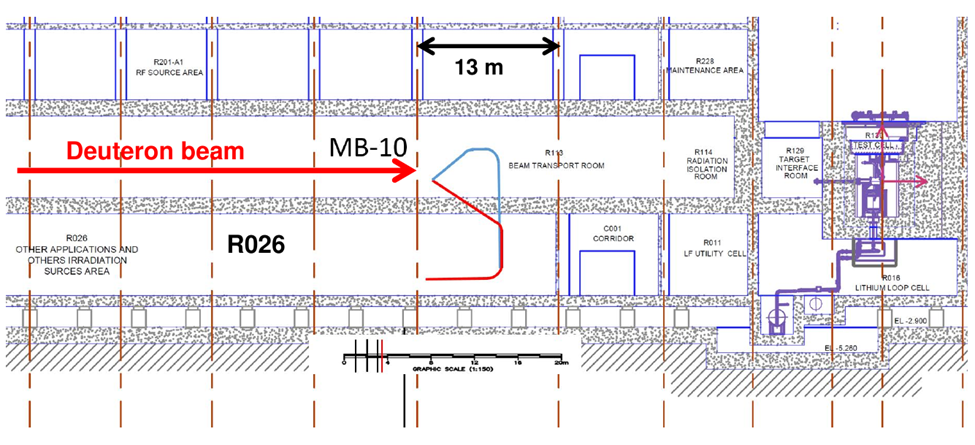 13 m
R201-A1
RF SOURCE AREA
R228
MAINTENANCE AREA
Deuteron beam
MB-10
R113
BEAM TRANSPORT ROOM
R114
RADIATION
ISOLATION
ROOM
R129
TARGET
INTERFACE
ROOM
TEST CELL
R026
OTHER APPLICATIONS AND
OTHERS IRRADIATION
SURCES AREA
R026
C001
CORRIDOR
R011
LF UTILITY CELL
R016
LITHIUM LOOP CELL
EL -2.900
EL -5.260
4 8 12 16 20m
GRAPHIC SCALE (1:150)